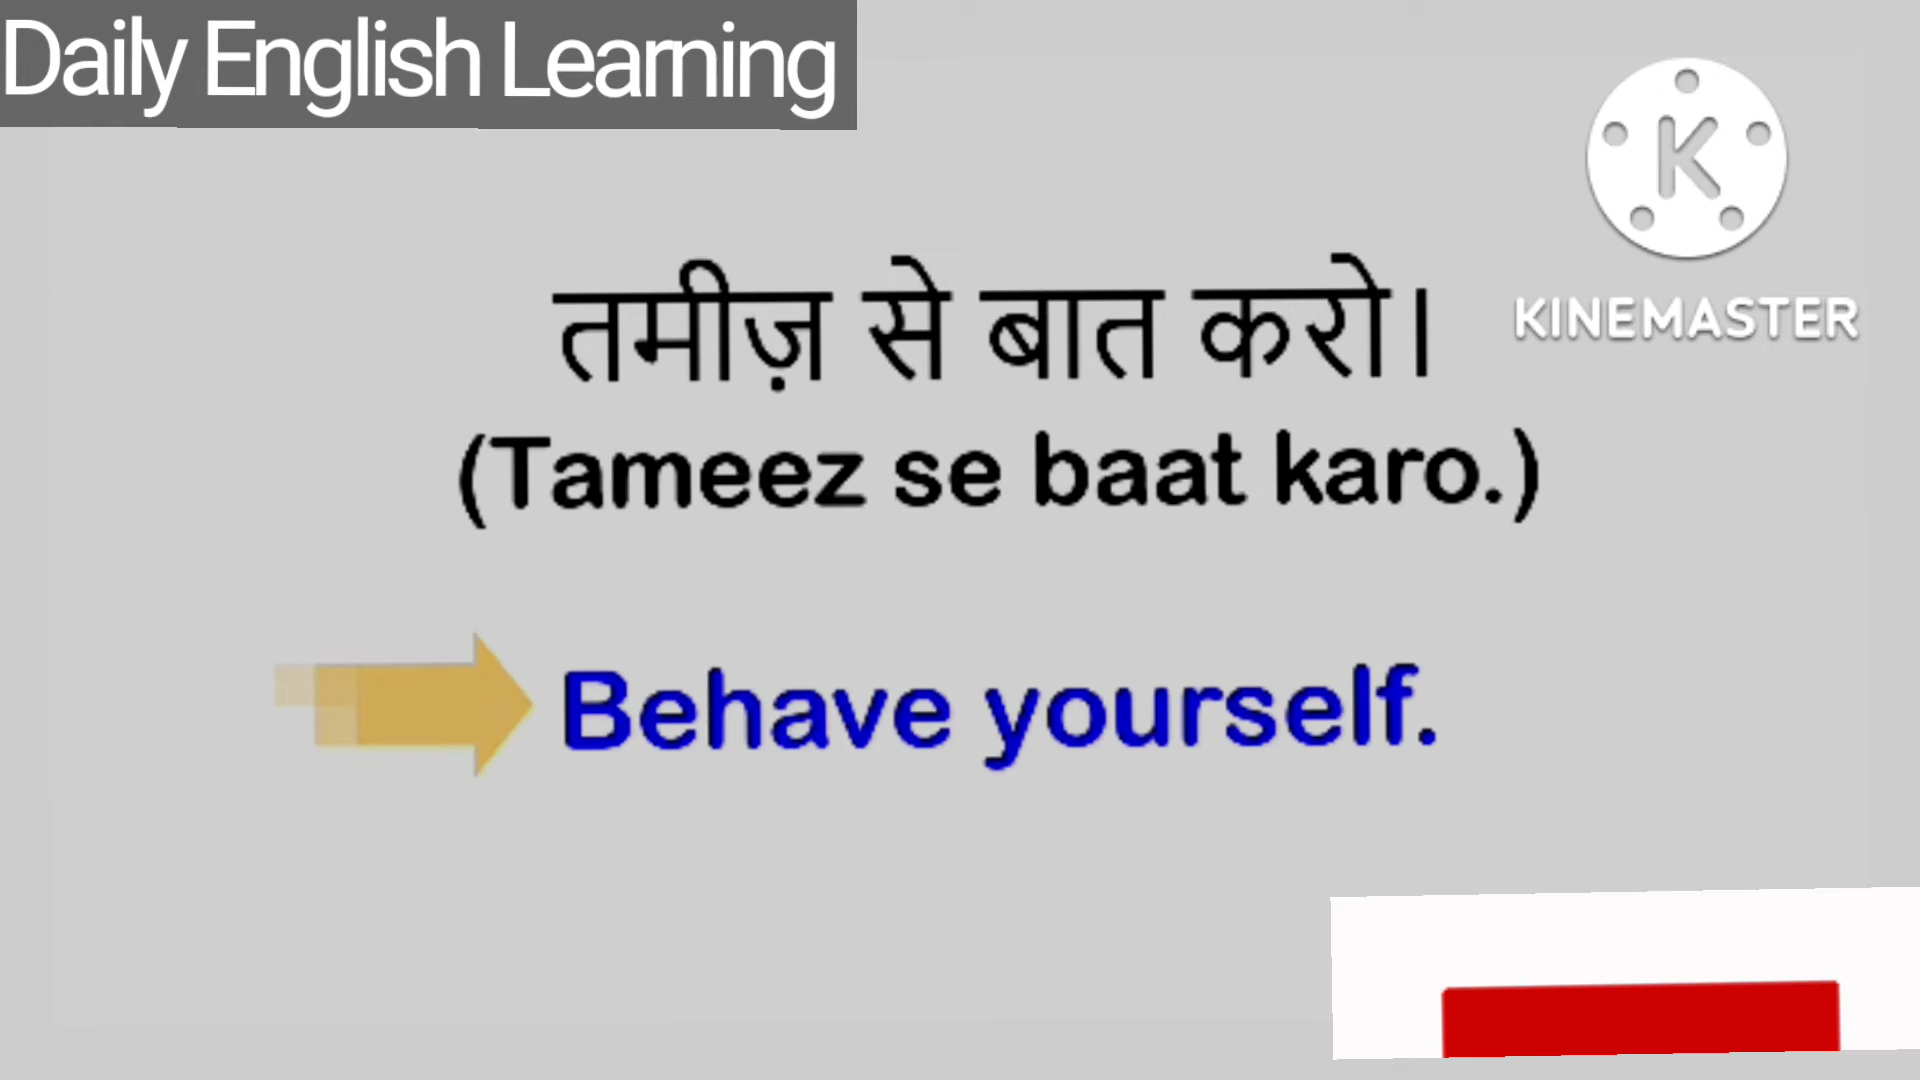 Daily English Learning
K
KINEMASTER
तमीज़ से बात करो।
(Tameez se baat karo.)
Behave yourself.